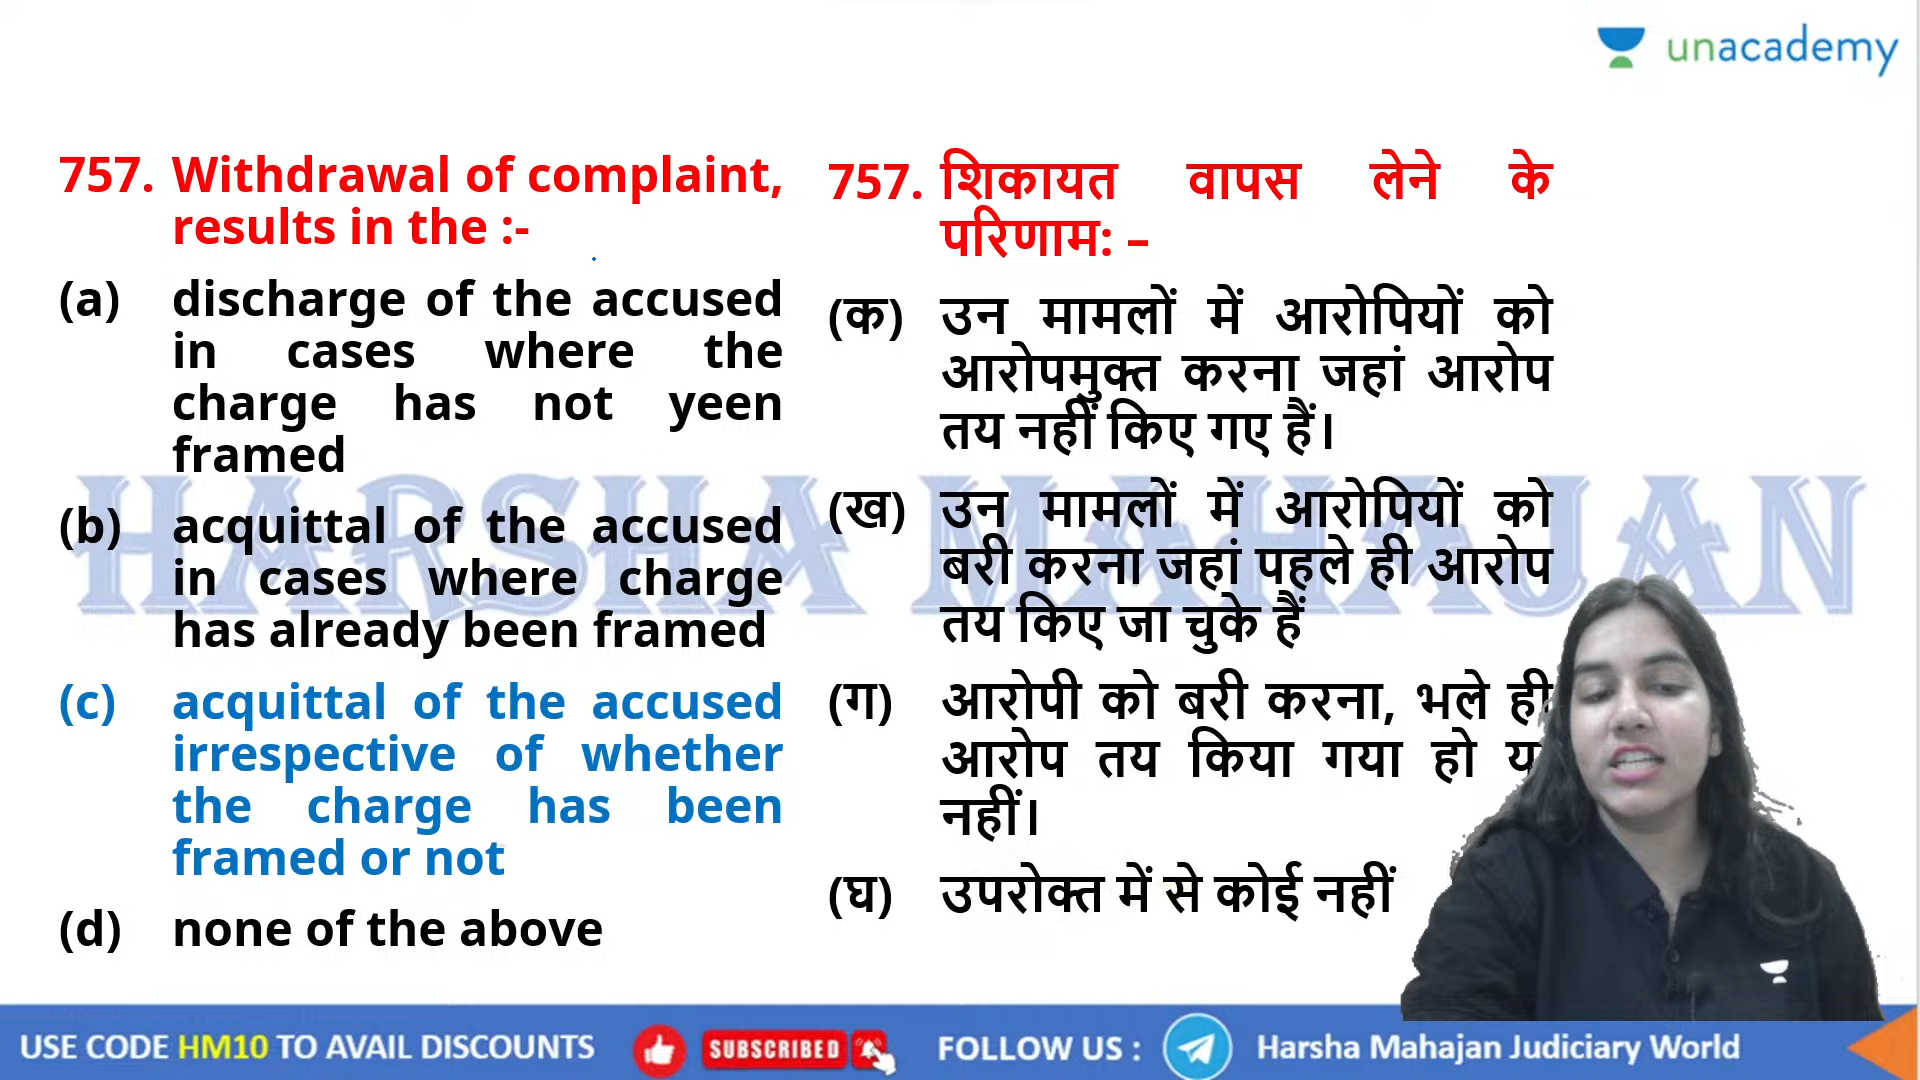 unacademy
757. Withdrawal of complaint,
results in the :-
(a) discharge of the accused
in cases where the
charge has not yeen
framed
(b) acquittal of the accused
in cases where charge
has already been framed
(c) acquittal of the accused
irrespective of whether
the charge has been
framed or not
(d) none of the above
757. शिकायत वापस लेने के
परिणाम: –
(क) उन मामलों में आरोपियों को
आरोपमुक्त करना जहां आरोप
तय नहीं किए गए हैं।
(ख) उन मामलों में आरोपियों को
बरी करना जहां पहले ही आरोप
तय किए जा चुके हैं
(ग) आरोपी को बरी करना, भले ही
आरोप तय किया गया हो
नहीं।
(घ) उपरोक्त में से कोई नहीं
HARSHA MAHAJAN
USE CODE HM10 TO AVAIL DISCOUNTS
SUBSCRIBED
FOLLOW US :
Harsha Mahajan Judiciary World